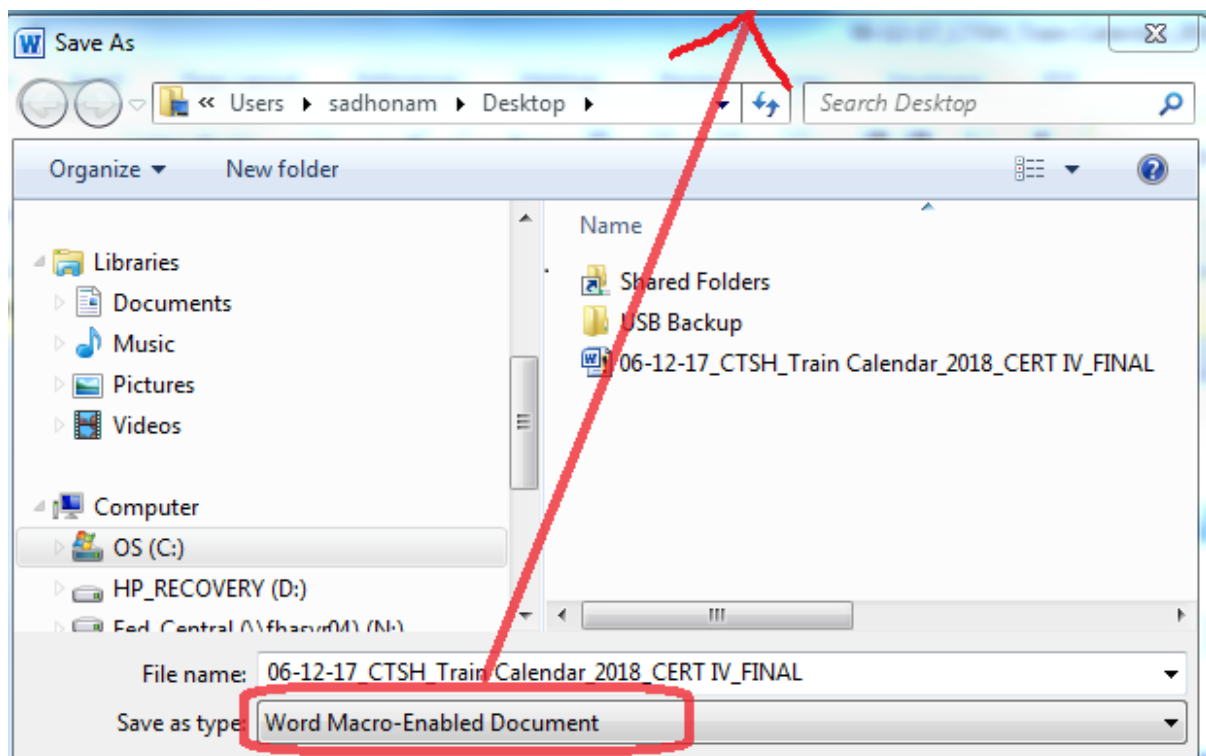 Save As
« Users Sadhonam Desktop Search Desktop
Organize New folder
Name
Libraries
Documents
Music
Pictures
Videos
Computer
OS (C:)
HP_RECOVERY (D:)
Shared Folders
USB Backup
06-12-17_CTSH_Train Calendar_2018_CERT IV_FINAL
File name: 06-12-17_CTSH_Train Calendar_2018_CERT IV_FINAL
Save as type: Word Macro-Enabled Document